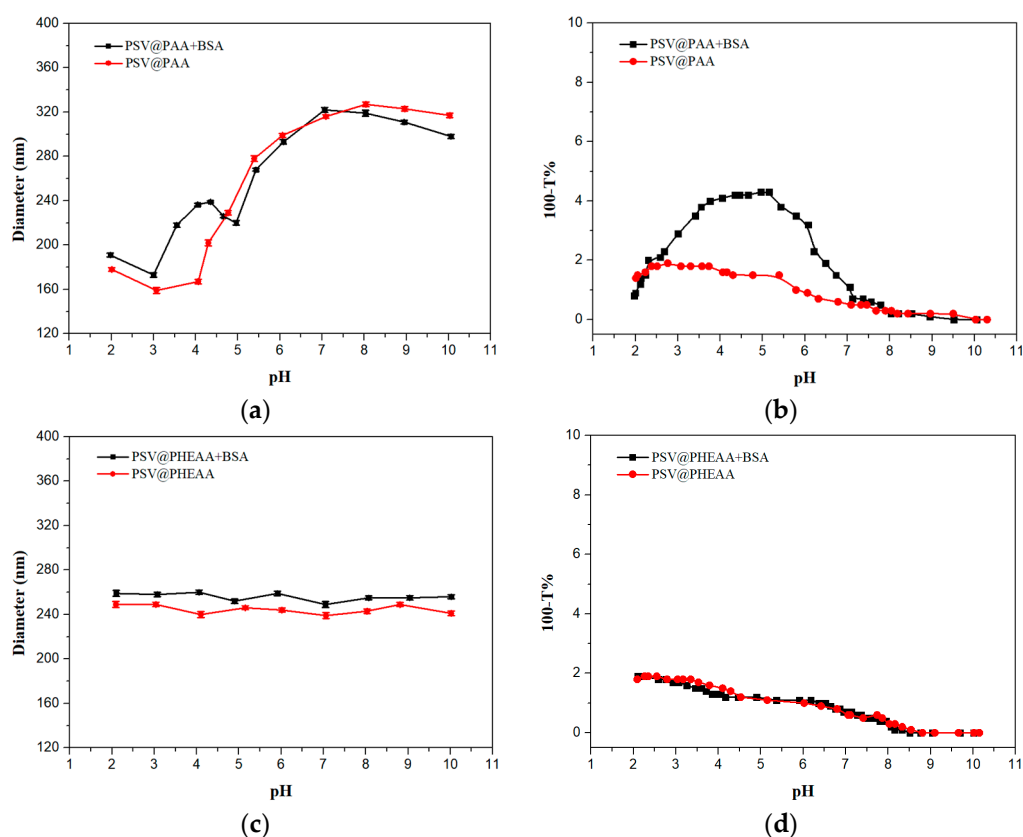 400
360
320
280
240
200
160
120
Diameter (nm)
PSV@PAA+BSA
PSV@PAA
1 2 3 4 5 6 7 8 9 10 11
pH
(a)
10
8
6
4
2
0
100-T%
PSV@PAA+BSA
PSV@PAA
1 2 3 4 5 6 7 8 9 10 11
pH
(b)
400
360
320
280
240
200
160
120
Diameter (nm)
PSV@PHEAA+BSA
PSV@PHEAA
1 2 3 4 5 6 7 8 9 10 11
pH
(c)
10
8
6
4
2
0
100-T%
PSV@PHEAA+BSA
PSV@PHEAA
1 2 3 4 5 6 7 8 9 10 11
pH
(d)